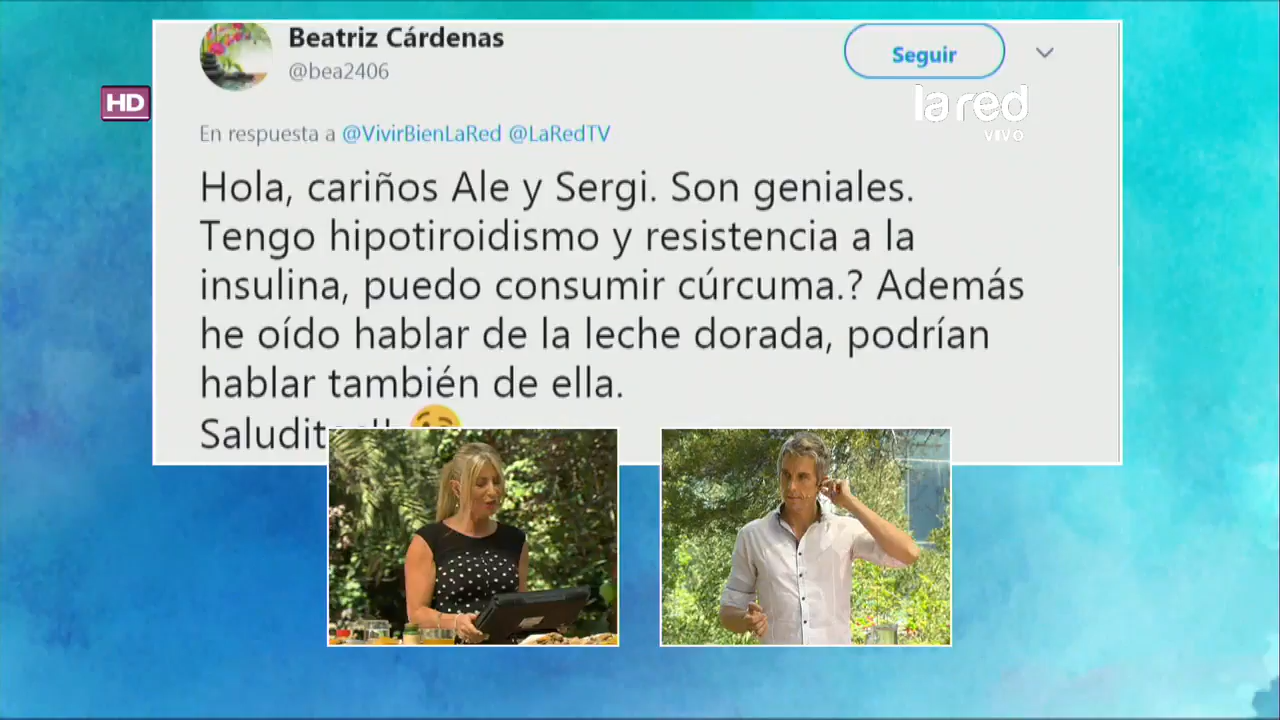 Beatriz Cárdenas
@bea2406
Seguir
HD
la red
VIVO
En respuesta a @VivirBienLaRed @LaRedTV
Hola, cariños Ale y Sergi. Son geniales.
Tengo hipotiroidismo y resistencia a la
insulina, puedo consumir cúrcuma.? Además
he oído hablar de la leche dorada, podrían
hablar también de ella.